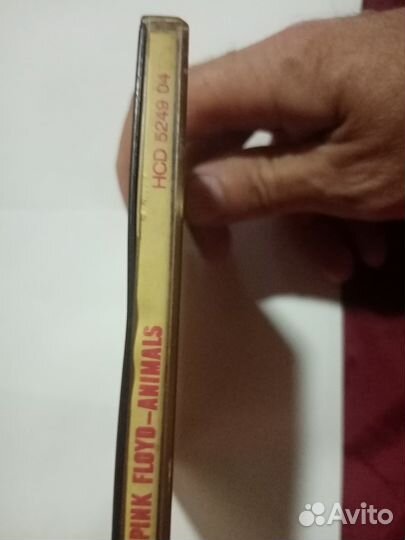 PINK FLOYD-ANIMALS
HCD 5249 04
Avito